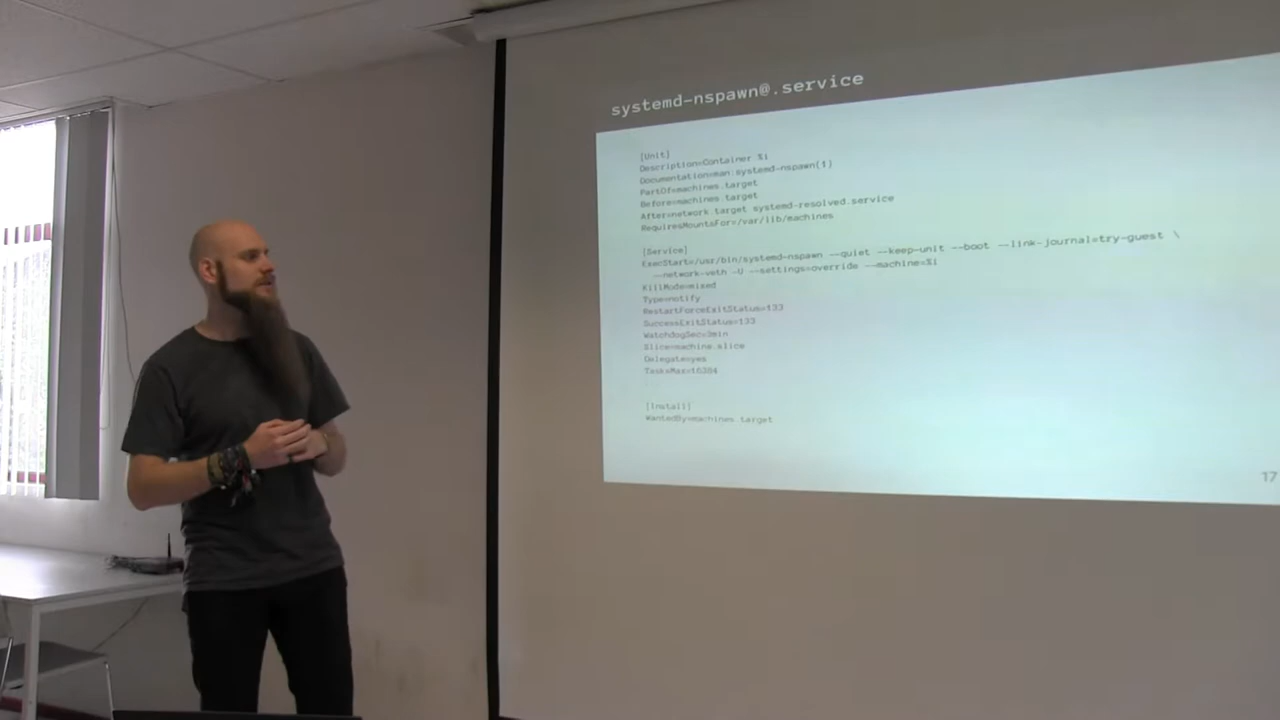 systemd-nspawn@.service
[Unit]
Description=Container %i
Documentation=man:systemd-nspawn(1)
PartOf=machines.target
Before=machines.target
After=network.target systemd-resolved.service
RequiresMountsFor=/var/lib/machines
[Service]
ExecStart=/usr/bin/systemd-nspawn --quiet --keep-unit --boot --link-journal=try-guest \
--network-veth -U --settings=override --machine=%i
KillMode=mixed
Type=notify
RestartForceExitStatus=133
SuccessExitStatus=133
WatchdogSec=3min
Slice=machine.slice
Delegate=yes
TasksMax=16384
[Install]
WantedBy=machines.target
17